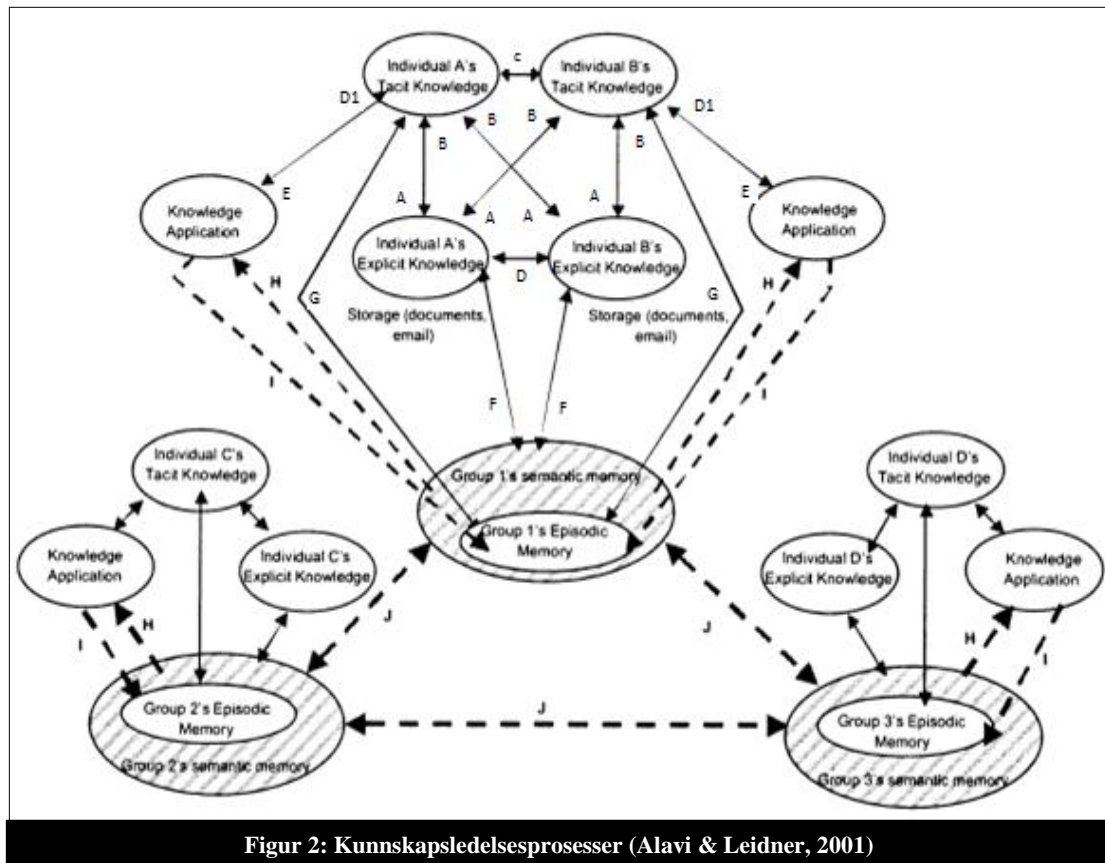 c
Individual A's
Tacit Knowledge
Individual B's
Tacit Knowledge
D1
D1
B
B
B
B
E
A
A
A
A
E
Knowledge
Application
Knowledge
Application
Individual A's
Explicit Knowledge
Individual B's
Explicit Knowledge
D
H
G
G
H
Storage (documents,
email)
Storage (documents,
email)
I
I
F
F
Individual C's
Tacit Knowledge
Group 1's semantic memory
Group 1's Episodic
Memory
Individual D's
Tacit Knowledge
Knowledge
Application
Individual C's
Explicit Knowledge
Individual D's
Explicit Knowledge
Knowledge
Application
I
H
J
J
H
I
Group 2's Episodic
Memory
Group 2's semantic memory
J
Group 3's Episodic
Memory
Group 3's semantic memory
Figur 2: Kunnskapsledelsesprosesser (Alavi & Leidner, 2001)